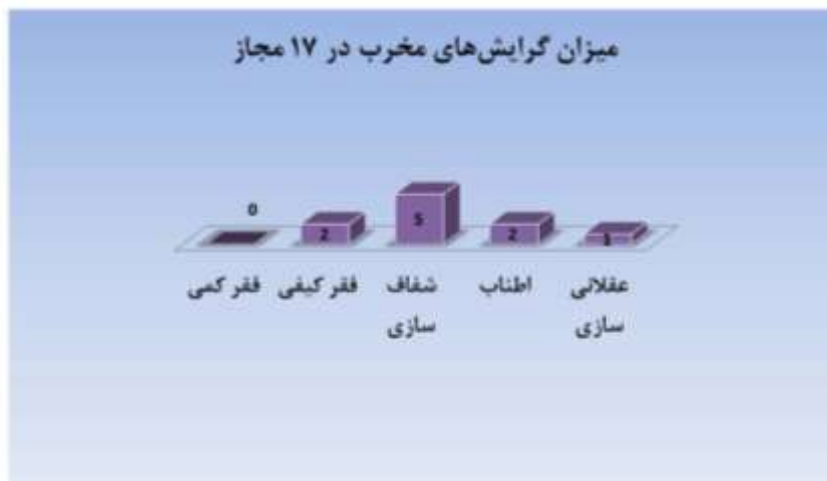 میزان گرایش‌های مخرب در ۱۷ مجاز
0
2
5
2
1
فقر کمی
فقر کیفی
شفاف
سازی
اطناب
عقلانی
سازی